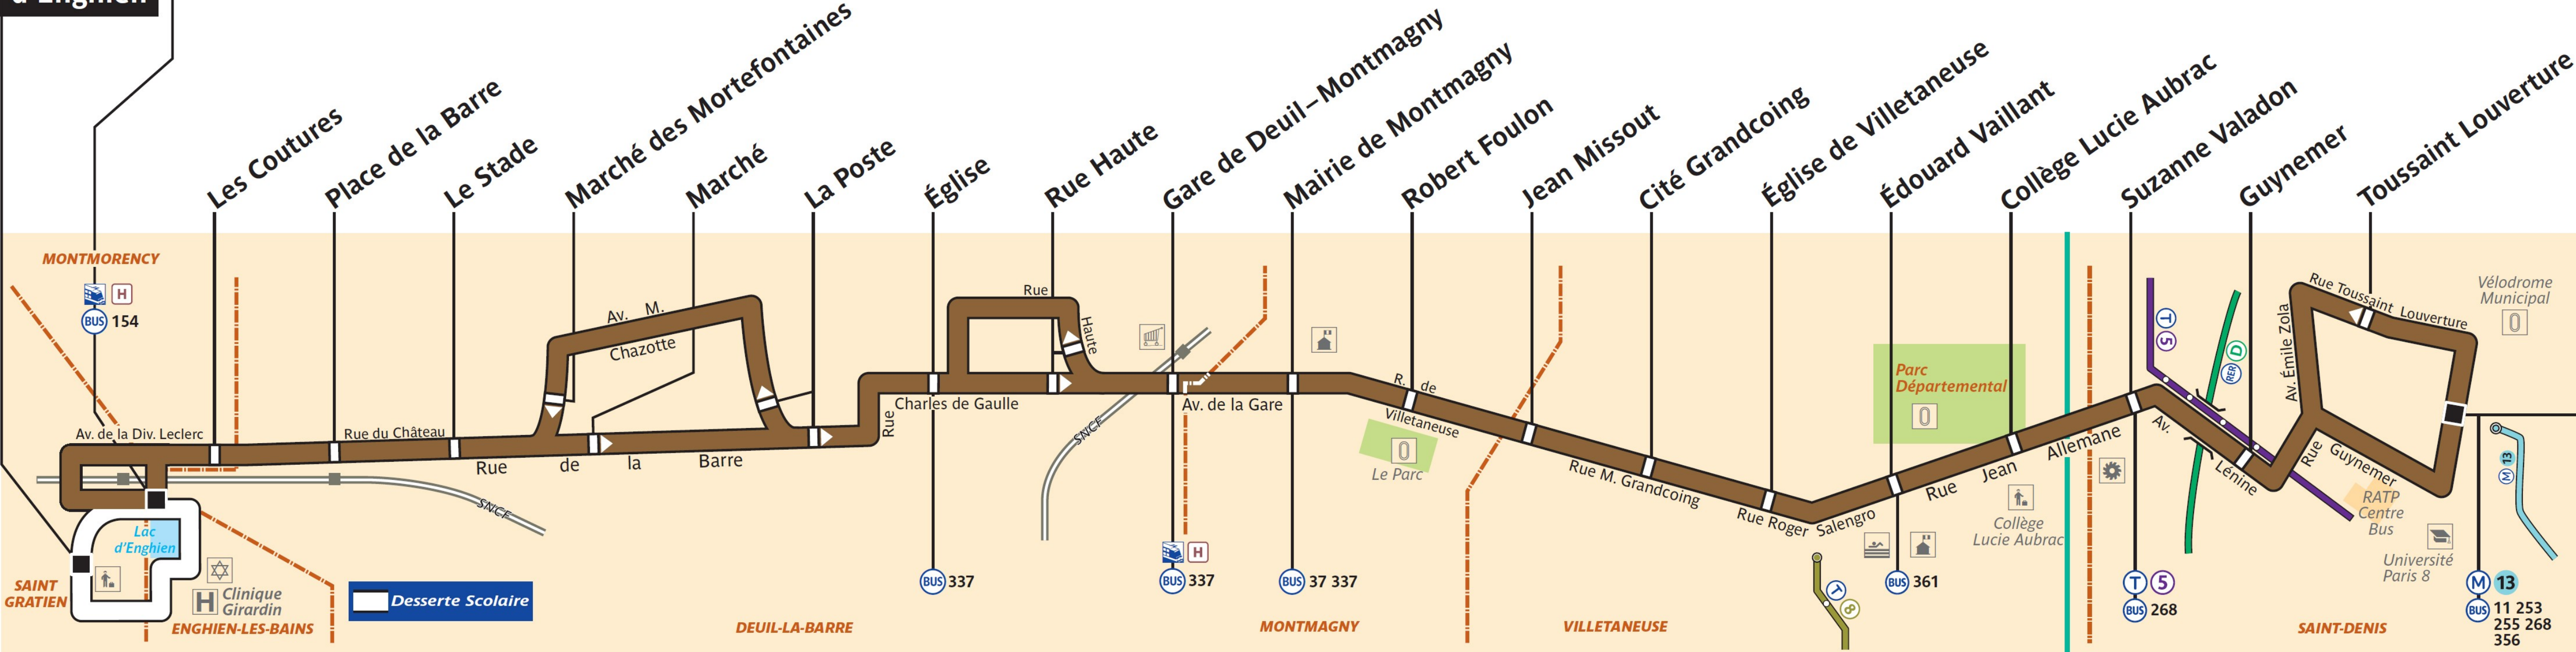 d'Enghien
Les Coutures
Place de la Barre
Le Stade
Marché des Mortefontaines
Marché
La Poste
Église
Rue Haute
Gare de Deuil–Montmagny
Mairie de Montmagny
Robert Foulon
Jean Missout
Cité Grandcoing
Église de Villetaneuse
Édouard Vaillant
Collège Lucie Aubrac
Suzanne Valadon
Guynemer
Toussaint Louverture
MONTMORENCY
H
BUS 154
Av. de la Div. Leclerc
Rue du Château
Av. M.
Chazotte
Rue de la Barre
SNCF
Rue
Charles de Gaulle
Rue
Haute
SNCF
Av. de la Gare
R. de
Villetaneuse
Le Parc
Rue M. Grandcoing
Rue Roger Salengro
Parc
Départemental
Rue Jean Allemane
Collège
Lucie Aubrac
Av.
Lénine
T
5
RER D
Av. Émile Zola
Rue
Guynemer
Rue Toussaint Louverture
Vélodrome
Municipal
RATP
Centre
Bus
Université
Paris 8
M 13
Lac
d'Enghien
SAINT
GRATIEN
H Clinique
Girardin
ENGHIEN-LES-BAINS
Desserte Scolaire
DEUIL-LA-BARRE
BUS 337
H
BUS 337
BUS 37 337
MONTMAGNY
VILLETANEUSE
T
8
BUS 361
T 5
BUS 268
SAINT-DENIS
M 13
BUS 11 253
255 268
356